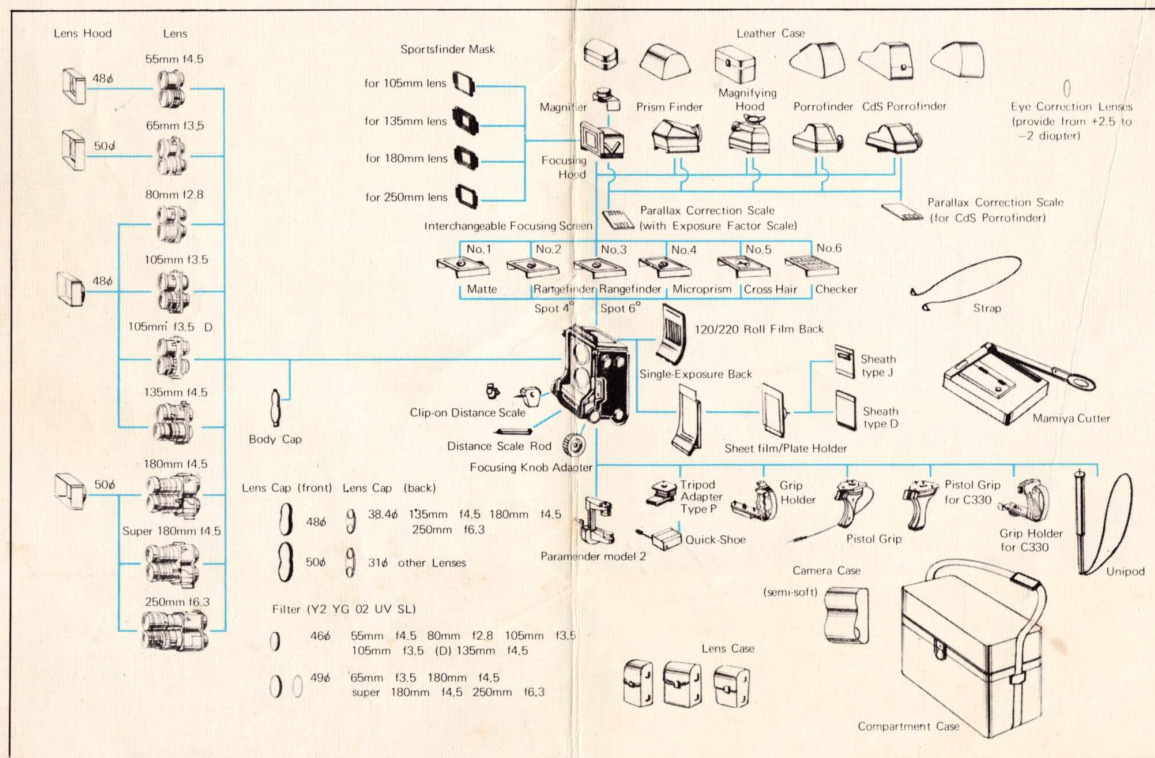 Lens Hood
Lens
55mm f4.5
48ø
65mm f3.5
50ø
80mm f2.8
105mm f3.5
48ø
105mm f3.5 D
135mm f4.5
180mm f4.5
50ø
Super 180mm f4.5
250mm f6.3
Body Cap
Sportsfinder Mask
for 105mm lens
for 135mm lens
for 180mm lens
for 250mm lens
Leather Case
Magnifier
Prism Finder
Magnifying
Hood
Porrofinder
CdS Porrofinder
Focusing
Hood
Eye Correction Lenses
(provide from +2.5 to
−2 diopter)
Parallax Correction Scale
(with Exposure Factor Scale)
Parallax Correction Scale
(for CdS Porrofinder)
Interchangeable Focusing Screen
No.1
No.2
No.3
No.4
No.5
No.6
Matte
Rartgefinder
Rangefinder
Microprism
Cross Hair
Checker
Spot 4°
Spot 6°
Strap
120/220 Roll Film Back
Single-Exposure Back
Sheath
type J
Sheath
type D
Sheet film/Plate Holder
Mamiya Cutter
Clip-on Distance Scale
Distance Scale Rod
Focusing Knob Adapter
Paramender model 2
Tripod
Adapter
Type P
Quick-Shoe
Grip
Holder
Pistol Grip
Pistol Grip
for C330
Grip Holder
for C330
Unipod
Lens Cap (front)
Lens Cap (back)
48ø
38.4ø 135mm f4.5 180mm f4.5
250mm f6.3
50ø
31ø other Lenses
Filter (Y2 YG 02 UV SL)
46ø 55mm f4.5 80mm f2.8 105mm f3.5
105mm f3.5 (D) 135mm f4.5
49ø 65mm f3.5 180mm f4.5
super 180mm f4.5 250mm f6.3
Camera Case
(semi-soft)
Lens Case
Compartment Case